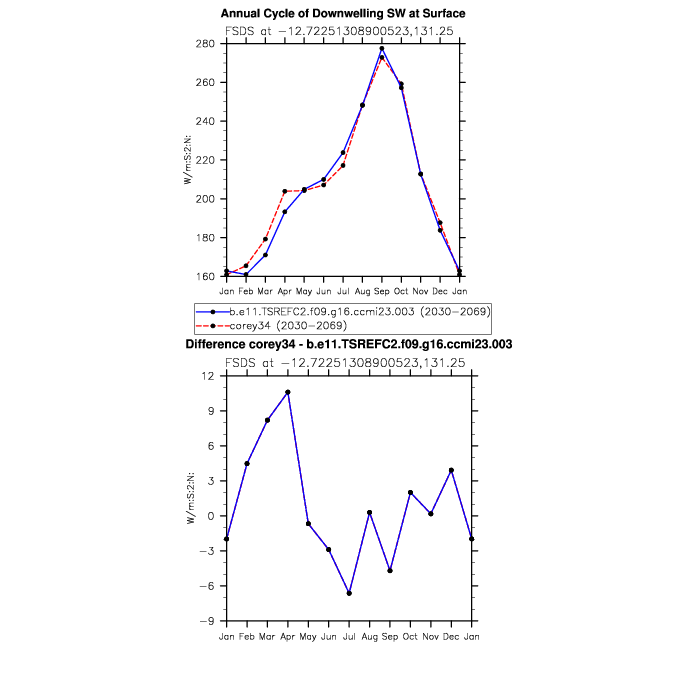 Annual Cycle of Downwelling SW at Surface
FSDS at −12.72251308900523,131.25
280
260
240
220
200
180
160
W/m:S:2:N:
Jan Feb Mar Apr May Jun Jul Aug Sep Oct Nov Dec Jan
b.e11.TSREFC2.f09.g16.ccmi23.003 (2030−2069)
corey34 (2030−2069)
Difference corey34 - b.e11.TSREFC2.f09.g16.ccmi23.003
FSDS at −12.72251308900523,131.25
12
9
6
3
0
−3
−6
−9
W/m:S:2:N:
Jan Feb Mar Apr May Jun Jul Aug Sep Oct Nov Dec Jan